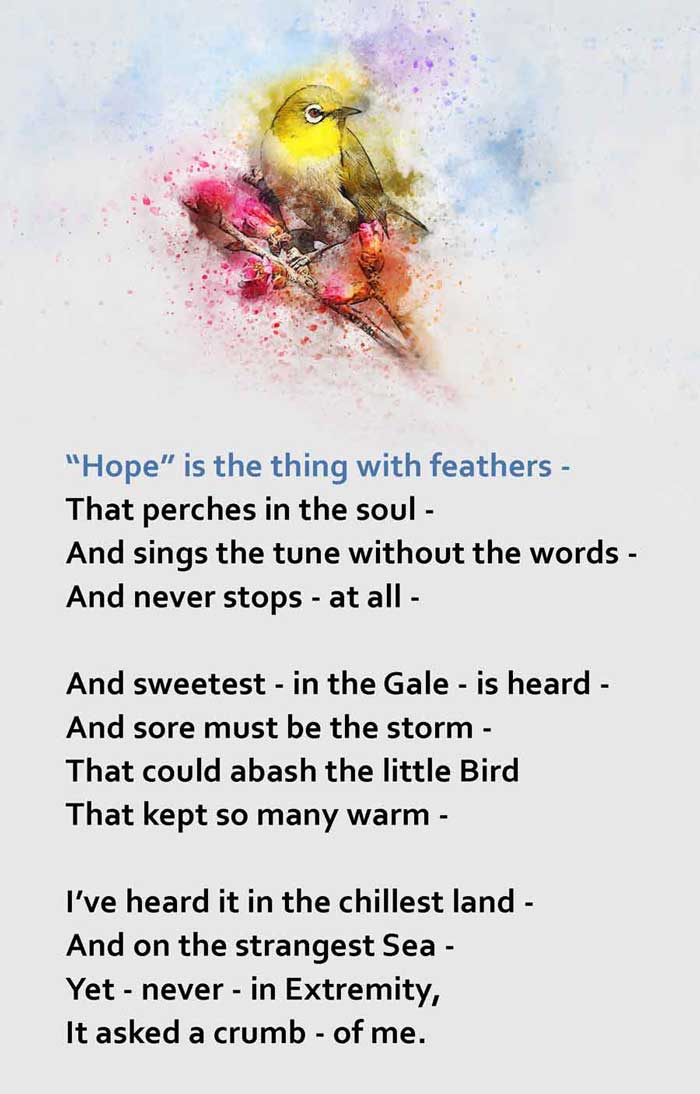 “Hope” is the thing with feathers -
That perches in the soul -
And sings the tune without the words -
And never stops - at all -
And sweetest - in the Gale - is heard -
And sore must be the storm -
That could abash the little Bird
That kept so many warm -
I’ve heard it in the chillest land -
And on the strangest Sea -
Yet - never - in Extremity,
It asked a crumb - of me.